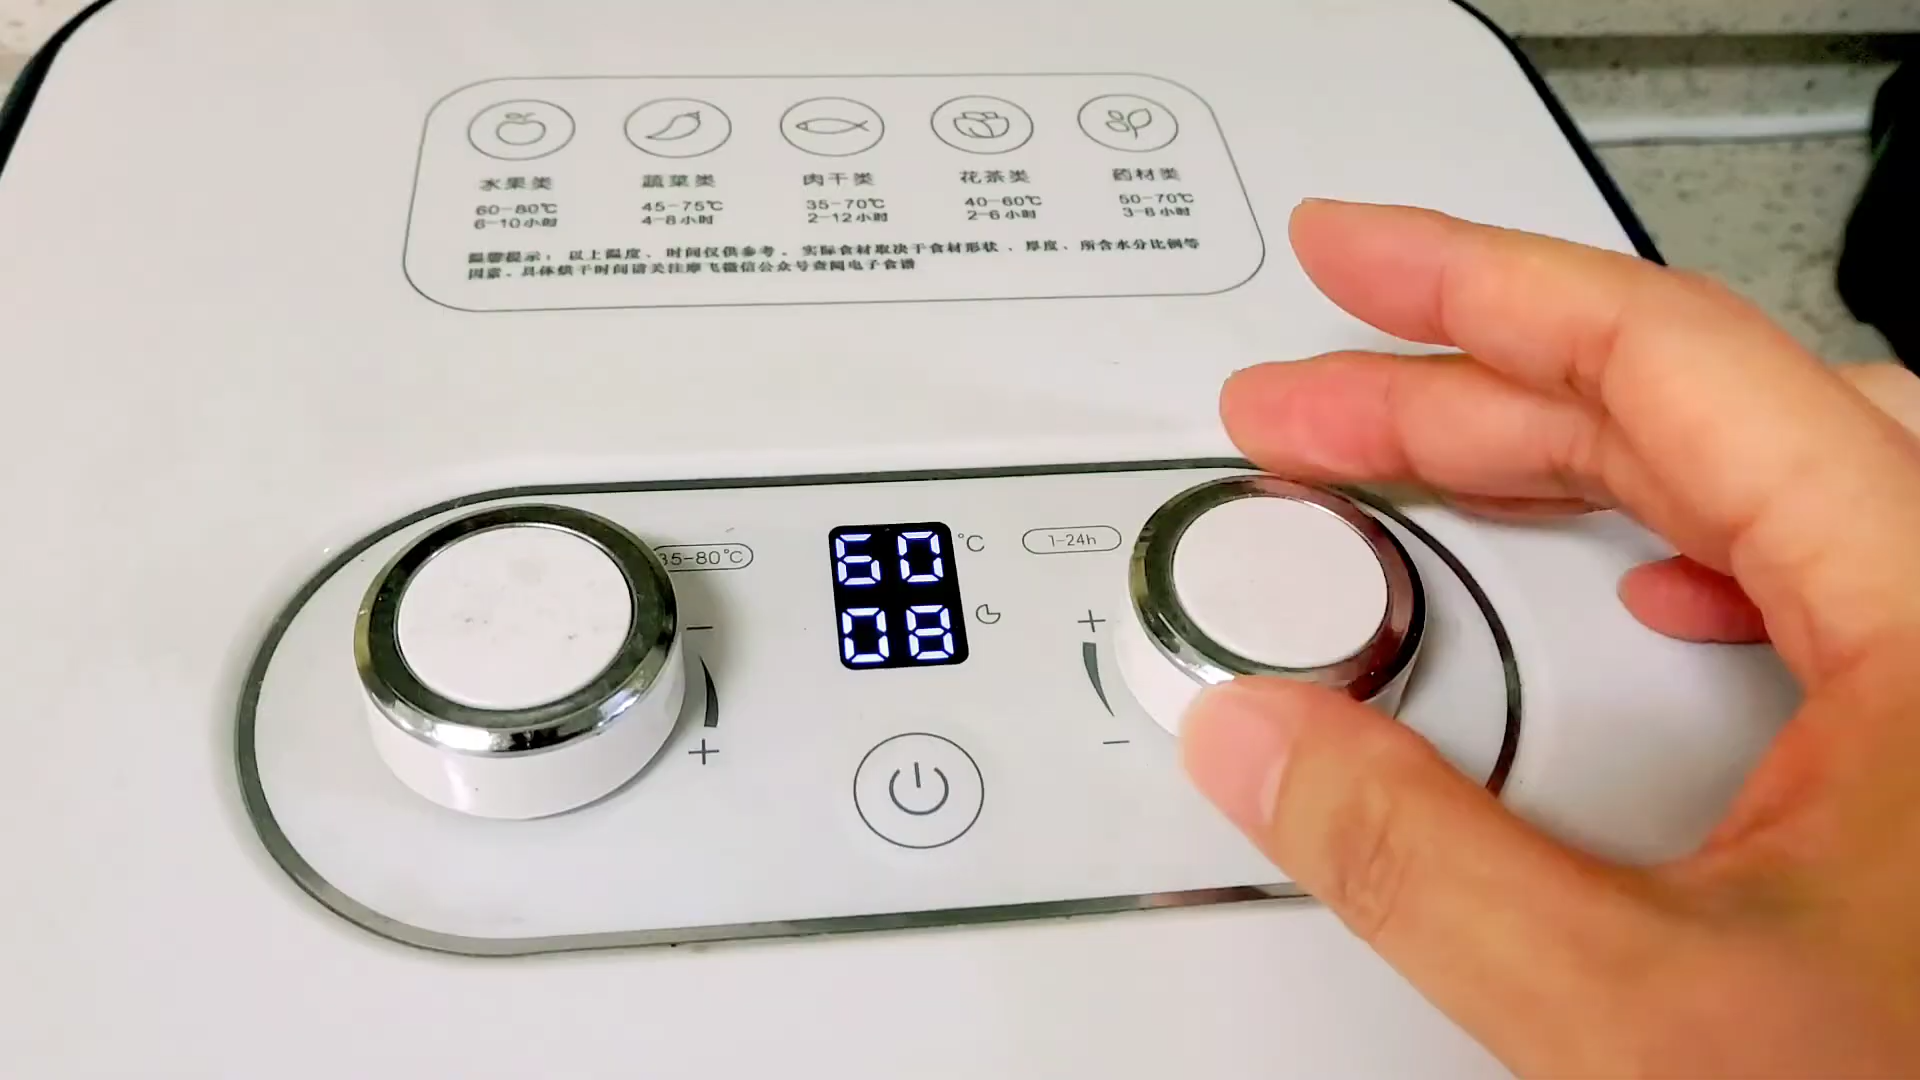 水果类 蔬菜类 肉干类 花茶类 药材类
60-80℃ 45-75℃ 35-70℃ 40-60℃ 50-70℃
6-10小时 4-8小时 2-12小时 2-6小时 3-8小时
温馨提示：以上温度、时间仅供参考。实际食材取决于食材形状、厚度、所含水分比例等
因素。具体烘干时间请关注摩飞微信公众号查阅电子食谱
35-80℃ 60 ℃ 1-24h
08
- +
+ -